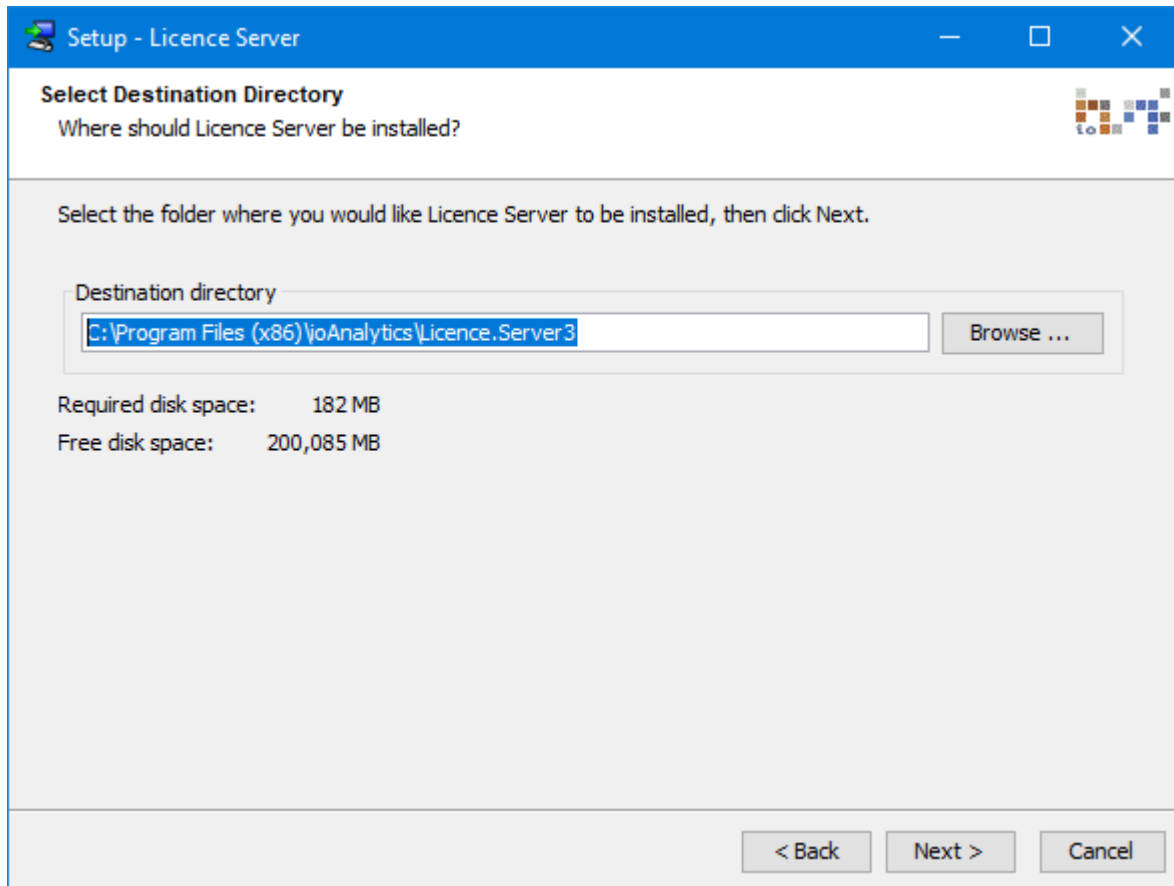 Setup - Licence Server
Select Destination Directory
Where should Licence Server be installed?
io
Select the folder where you would like Licence Server to be installed, then click Next.
Destination directory
C:\Program Files (x86)\ioAnalytics\Licence.Server3
Browse ...
Required disk space: 182 MB
Free disk space: 200,085 MB
< Back
Next >
Cancel